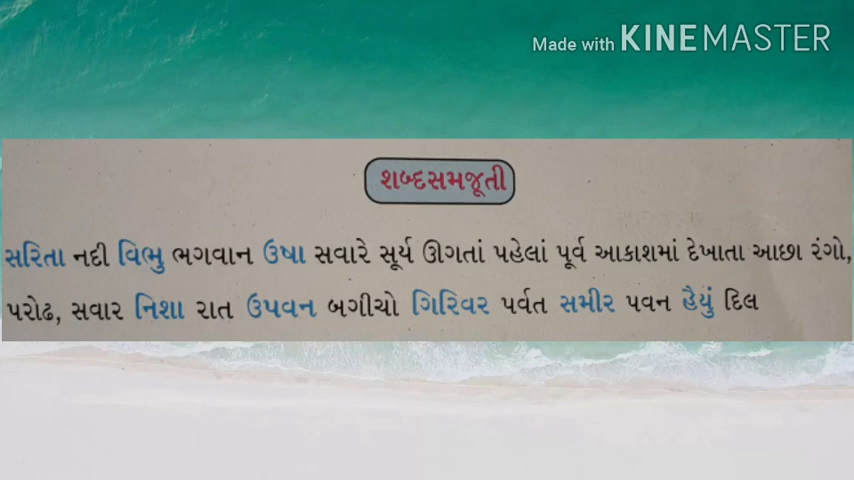 Made with KINEMASTER
શબ્દસમજૂતી
સરિતા નદી વિભુ ભગવાન ઉષા સવારે સૂર્ય ઊગતાં પહેલાં પૂર્વ આકાશમાં દેખાતા આછા રંગો,
પરોઢ, સવાર નિશા રાત ઉપવન બગીચો ગિરિવર પર્વત સમીર પવન હૈયું દિલ